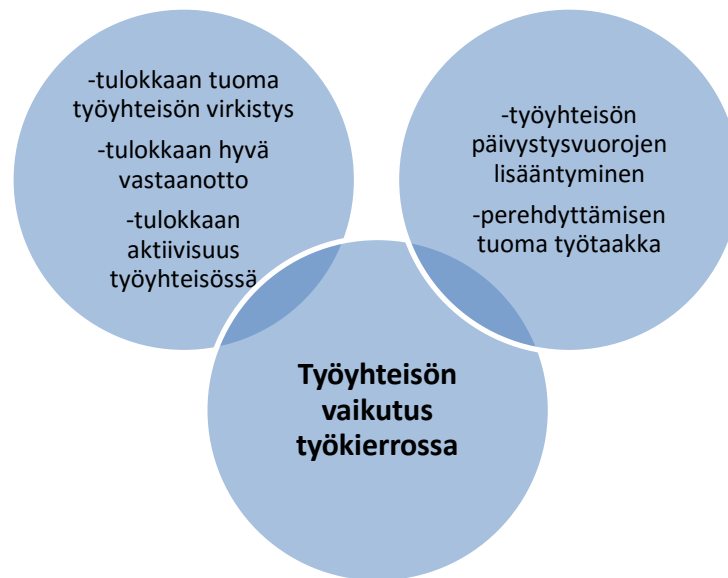 -tulokkaan tuoma
työyhteisön virkistys
-tulokkaan hyvä
vastaanotto
-tulokkaan
aktiivisuus
työyhteisössä
-työyhteisön
päivystysvuorojen
lisääntyminen
-perehdyttämisen
tuoma työtaakka
Työyhteisön
vaikutus
työkierrossa